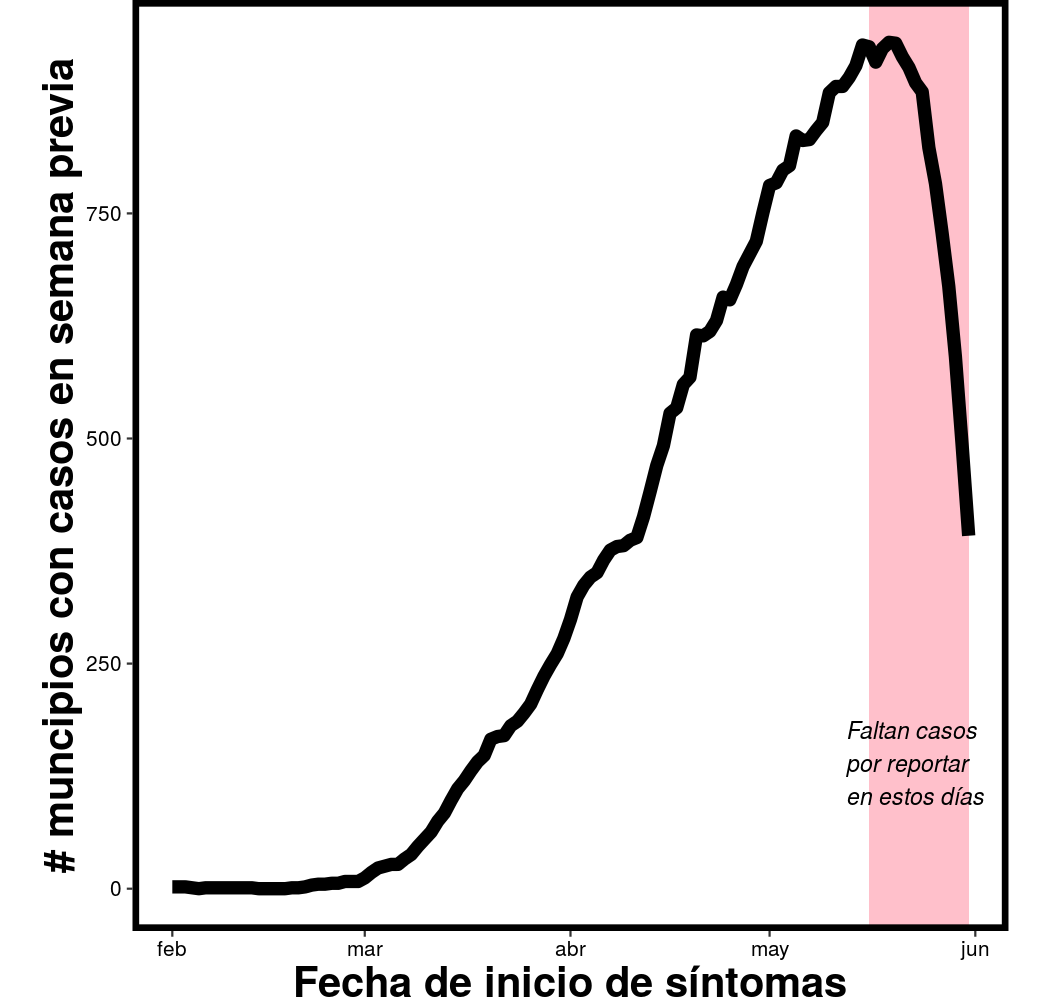 # muncipios con casos en semana previa
750
500
250
0
Faltan casos
por reportar
en estos días
feb mar abr may jun
Fecha de inicio de síntomas